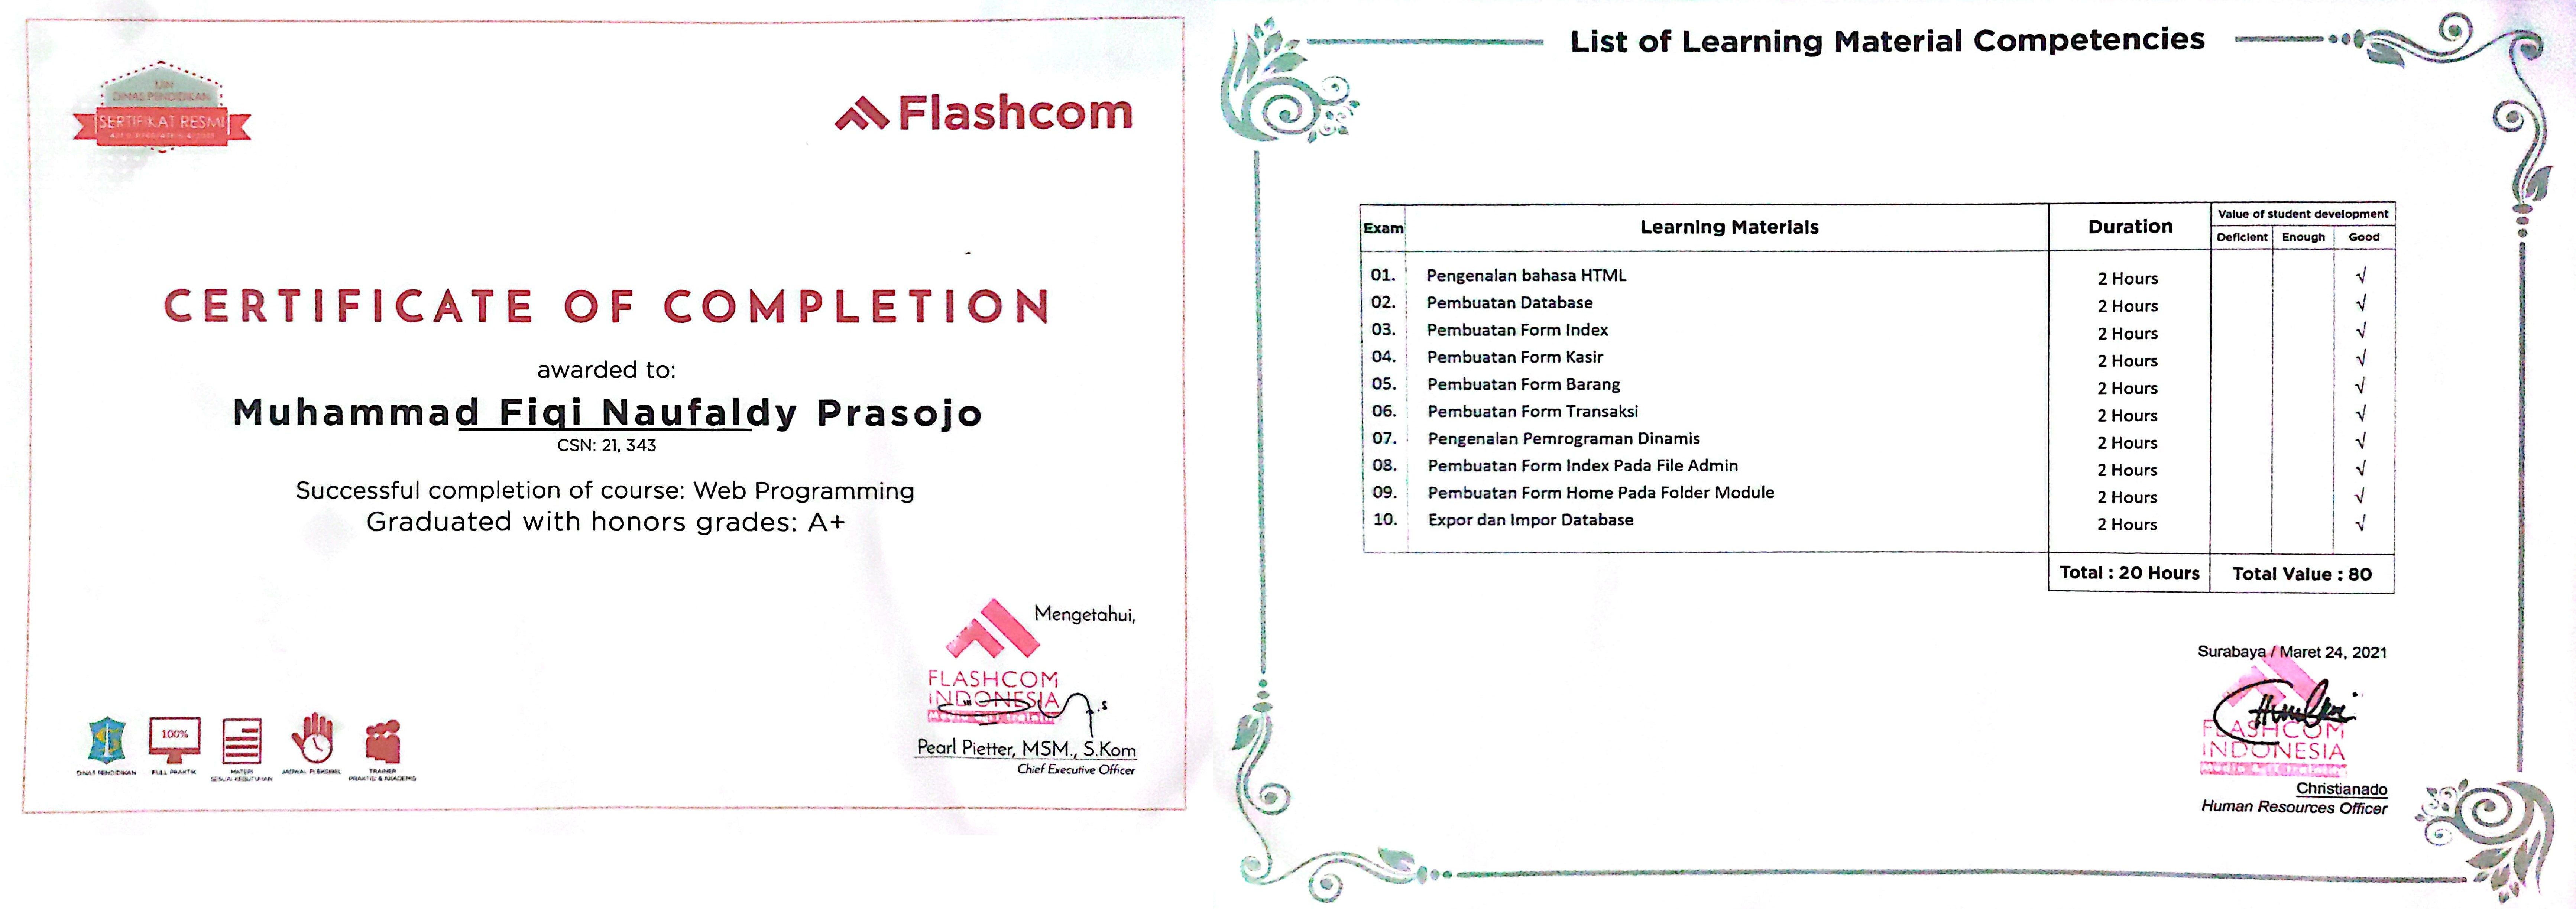 IJIN
DINAS PENDIDIKAN
SERTIFIKAT RESMI
Flashcom
CERTIFICATE OF COMPLETION
awarded to:
Muhammad Fiqi Naufaldy Prasojo
CSN: 21, 343
Successful completion of course: Web Programming
Graduated with honors grades: A+
Mengetahui,
FLASHCOM
INDONESIA
Pearl Pietter, MSM., S.Kom
Chief Executive Officer
100%
DINAS PENDIDIKAN
FULL PRAKTIK
MATERI
SESUAI KEBUTUHAN
JADWAL FLEKSIBEL
TRAINER
PRAKTISI & AKADEMIS
List of Learning Material Competencies
Exam Learning Materials Duration Value of student development
Deficient Enough Good
01. Pengenalan bahasa HTML 2 Hours √
02. Pembuatan Database 2 Hours √
03. Pembuatan Form Index 2 Hours √
04. Pembuatan Form Kasir 2 Hours √
05. Pembuatan Form Barang 2 Hours √
06. Pembuatan Form Transaksi 2 Hours √
07. Pengenalan Pemrograman Dinamis 2 Hours √
08. Pembuatan Form Index Pada File Admin 2 Hours √
09. Pembuatan Form Home Pada Folder Module 2 Hours √
10. Expor dan Impor Database 2 Hours √
Total : 20 Hours Total Value : 80
Surabaya / Maret 24, 2021
FLASHCOM
INDONESIA
Christianado
Human Resources Officer